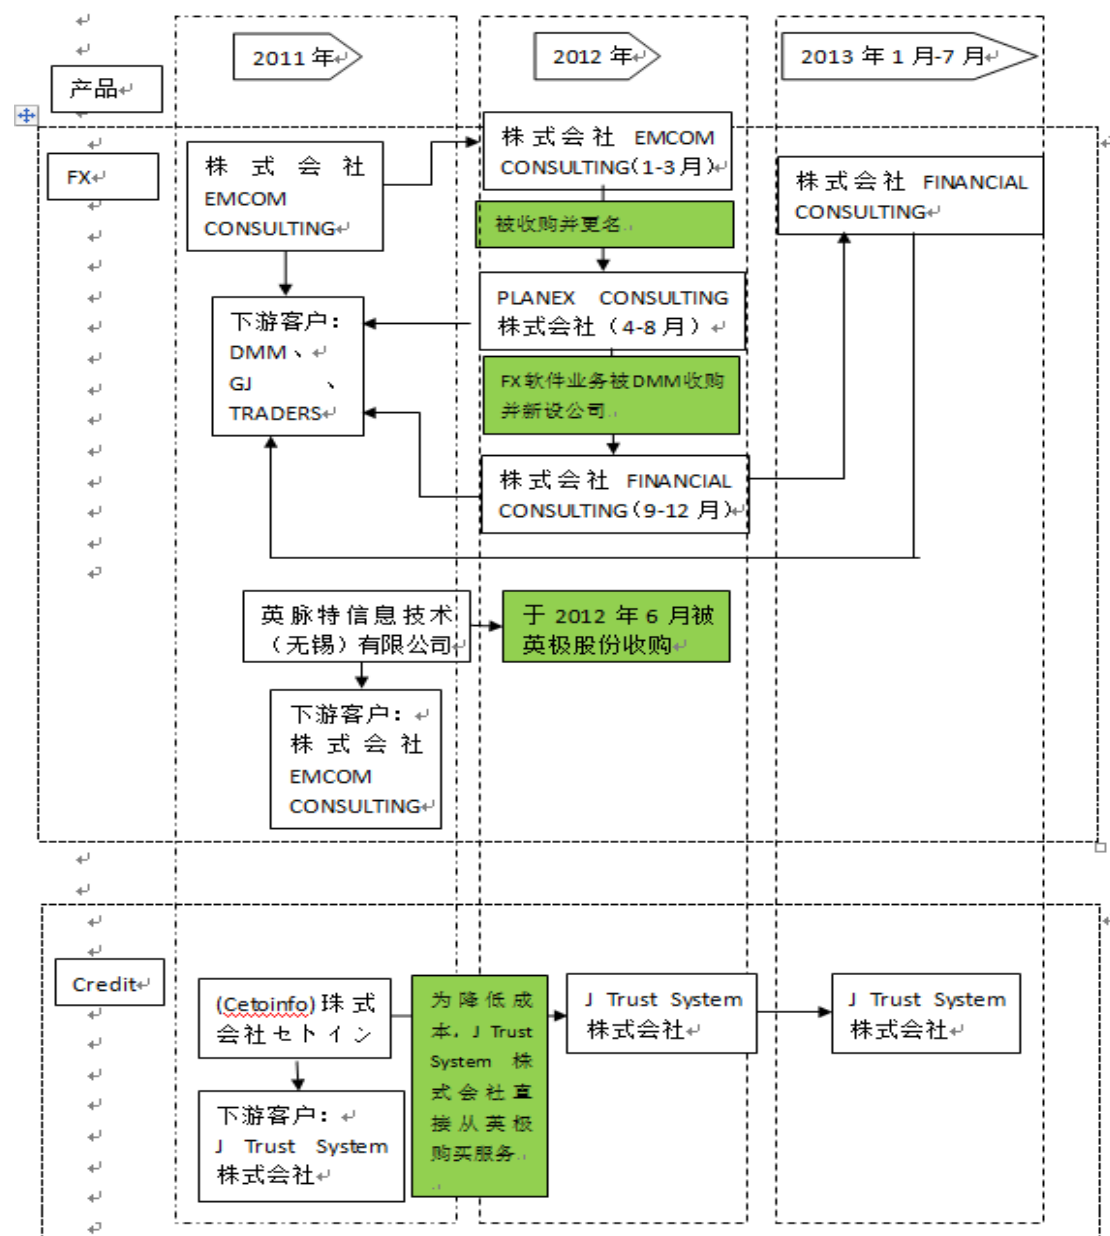 2011 年
2012 年
2013 年 1 月-7 月
产品
FX
株 式 会 社
EMCOM
CONSULTING
株 式 会 社 EMCOM
CONSULTING(1-3 月)
株 式 会 社 FINANCIAL
CONSULTING
被收购并更名
下游客户：
DMM、
GJ 、
TRADERS
PLANEX CONSULTING
株式会社（4-8 月）
FX 软件业务被 DMM 收购
并新设公司
株 式 会 社 FINANCIAL
CONSULTING(9-12 月)
英脉特信息技术
（无锡）有限公司
于 2012 年 6 月被
英极股份收购
下游客户：
株 式 会 社
EMCOM
CONSULTING
Credit
(Cetoinfo) 珠 式
会 社 セ ト イ ン
下游客户：
J Trust System
株式会社
为 降 低 成
本，J Trust
System 株
式 会 社 直
接 从 英 极
购买服务
J Trust System
株式会社
J Trust System
株式会社